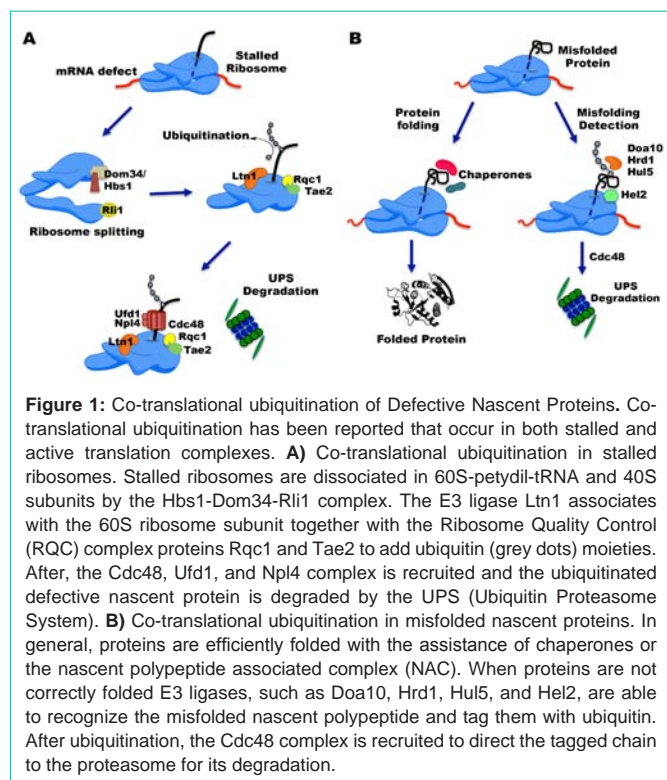 A
Stalled
Ribosome
mRNA defect
Ubiquitination
Dom34/
Hbs1
Rli1
Ribosome splitting
Ltn1
Rqc1
Tae2
Ufd1
Npl4
Cdc48
Rqc1
Tae2
Ltn1
UPS
Degradation
B
Misfolded
Protein
Protein
folding
Misfolding
Detection
Chaperones
Doa10
Hrd1
Hul5
Hel2
Cdc48
Folded Protein
UPS
Degradation
Figure 1: Co-translational ubiquitination of Defective Nascent Proteins. Co-
translational ubiquitination has been reported that occur in both stalled and
active translation complexes. A) Co-translational ubiquitination in stalled
ribosomes. Stalled ribosomes are dissociated in 60S-petydil-tRNA and 40S
subunits by the Hbs1-Dom34-Rli1 complex. The E3 ligase Ltn1 associates
with the 60S ribosome subunit together with the Ribosome Quality Control
(RQC) complex proteins Rqc1 and Tae2 to add ubiquitin (grey dots) moieties.
After, the Cdc48, Ufd1, and Npl4 complex is recruited and the ubiquitinated
defective nascent protein is degraded by the UPS (Ubiquitin Proteasome
System). B) Co-translational ubiquitination in misfolded nascent proteins. In
general, proteins are efficiently folded with the assistance of chaperones or
the nascent polypeptide associated complex (NAC). When proteins are not
correctly folded E3 ligases, such as Doa10, Hrd1, Hul5, and Hel2, are able
to recognize the misfolded nascent polypeptide and tag them with ubiquitin.
After ubiquitination, the Cdc48 complex is recruited to direct the tagged chain
to the proteasome for its degradation.